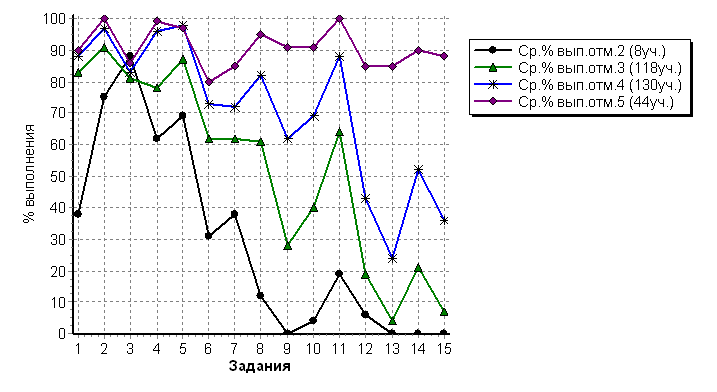 % выполнения
100
90
80
70
60
50
40
30
20
10
0
1 2 3 4 5 6 7 8 9 10 11 12 13 14 15
Задания
Ср.% вып.отм.2 (8уч.)
Ср.% вып.отм.3 (118уч.)
Ср.% вып.отм.4 (130уч.)
Ср.% вып.отм.5 (44уч.)